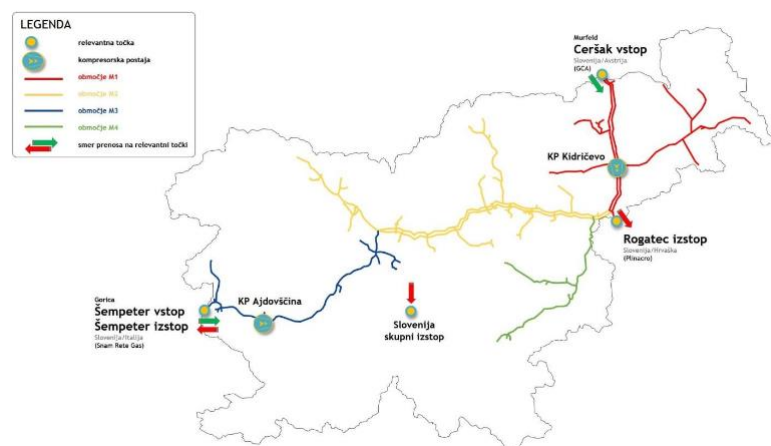 LEGENDA
relevantna točka
kompresorska postaja
območje M1
območje M2
območje M3
območje M4
smer prenosa na relevantni točki
Murfeld
Ceršak vstop
Slovenija/Avstrija
(GCA)
KP Kidričevo
Rogatec izstop
Slovenija/Hrvaška
(Plinacro)
Gorica
Šempeter vstop
Šempeter izstop
Slovenija/Italija
(Snam Rete Gas)
KP Ajdovščina
Slovenija
skupni izstop